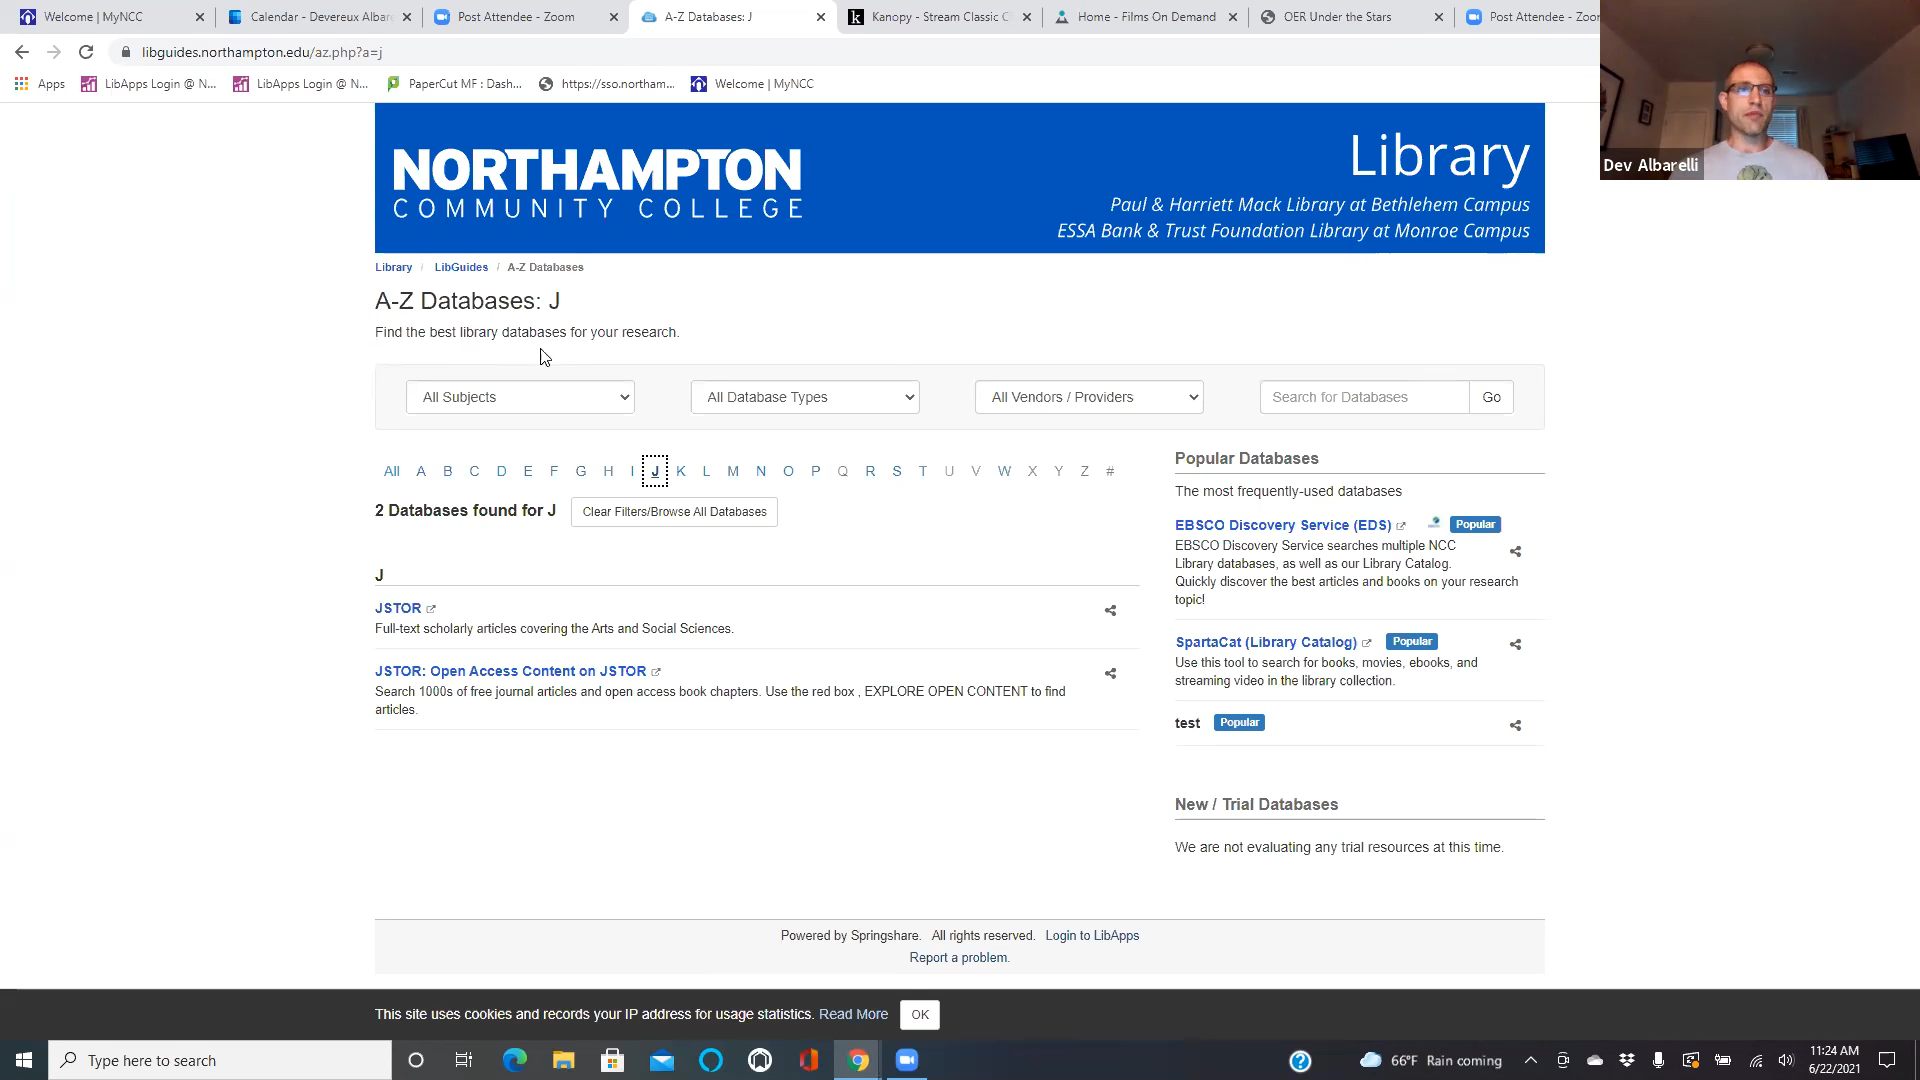 Welcome | MyNCC
Calendar - Devereux Albare
Post Attendee - Zoom
A-Z Databases: J
Kanopy - Stream Classic C
Home - Films On Demand
OER Under the Stars
Post Attendee - Zoo
libguides.northampton.edu/az.php?a=j
Apps
LibApps Login @ N...
LibApps Login @ N...
PaperCut MF : Dash...
https://sso.northam...
Welcome | MyNCC
Dev Albarelli
NORTHAMPTON
COMMUNITY COLLEGE
Library
Paul & Harriett Mack Library at Bethlehem Campus
ESSA Bank & Trust Foundation Library at Monroe Campus
Library / LibGuides / A-Z Databases
A-Z Databases: J
Find the best library databases for your research.
All Subjects
All Database Types
All Vendors / Providers
Search for Databases
Go
All A B C D E F G H I J K L M N O P Q R S T U V W X Y Z #
2 Databases found for J
Clear Filters/Browse All Databases
J
JSTOR
Full-text scholarly articles covering the Arts and Social Sciences.
JSTOR: Open Access Content on JSTOR
Search 1000s of free journal articles and open access book chapters. Use the red box , EXPLORE OPEN CONTENT to find
articles.
Popular Databases
The most frequently-used databases
EBSCO Discovery Service (EDS)
Popular
EBSCO Discovery Service searches multiple NCC
Library databases, as well as our Library Catalog.
Quickly discover the best articles and books on your research
topic!
SpartaCat (Library Catalog)
Popular
Use this tool to search for books, movies, ebooks, and
streaming video in the library collection.
test
Popular
New / Trial Databases
We are not evaluating any trial resources at this time.
Powered by Springshare. All rights reserved. Login to LibApps
Report a problem.
This site uses cookies and records your IP address for usage statistics. Read More
OK
Type here to search
66°F Rain coming
11:24 AM
6/22/2021